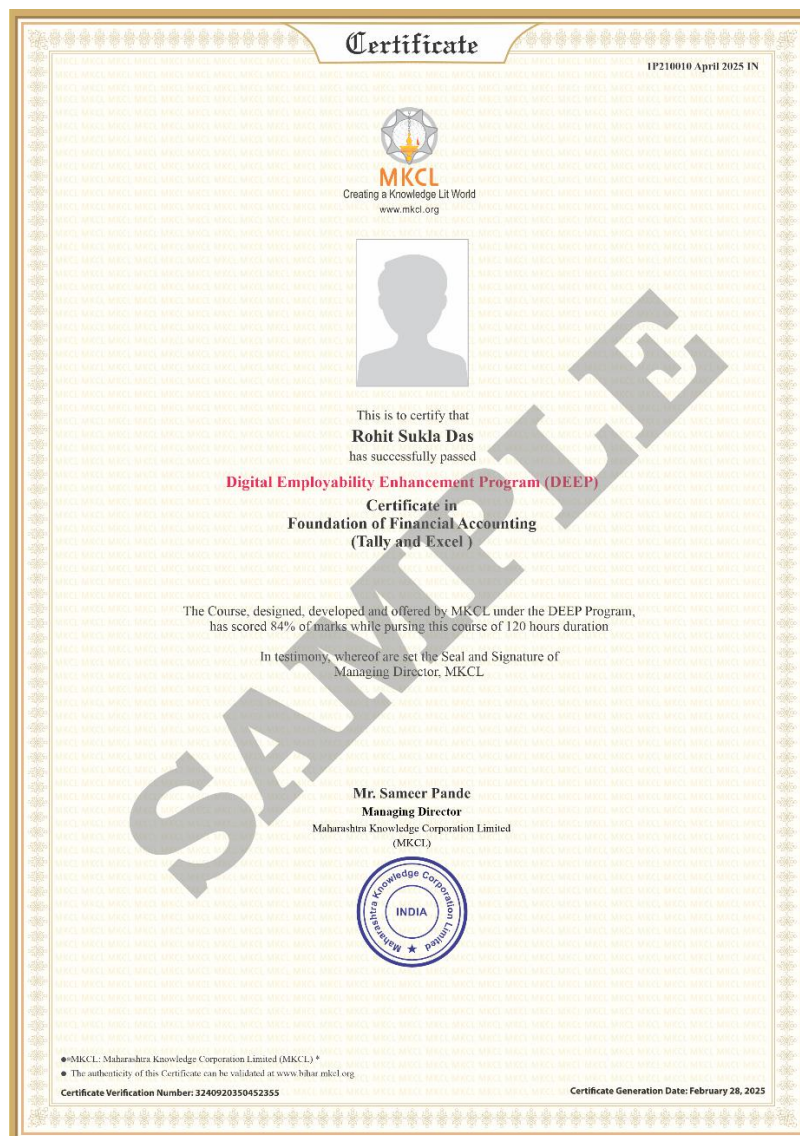 Certificate
1P210010 April 2025 IN
MKCL
Creating a Knowledge Lit World
www.mkcl.org
This is to certify that
Rohit Sukla Das
has successfully passed
Digital Employability Enhancement Program (DEEP)
Certificate in
Foundation of Financial Accounting
(Tally and Excel )
The Course, designed, developed and offered by MKCL under the DEEP Program,
has scored 84% of marks while pursing this course of 120 hours duration
In testimony, whereof are set the Seal and Signature of
Managing Director, MKCL
SAMPLE
Mr. Sameer Pande
Managing Director
Maharashtra Knowledge Corporation Limited
(MKCL)
Maharashtra Knowledge Corporation Limited
INDIA
●*MKCL: Maharashtra Knowledge Corporation Limited (MKCL) *
● The authenticity of this Certificate can be validated at www.bihar.mkcl.org
Certificate Verification Number: 3240920350452355
Certificate Generation Date: February 28, 2025